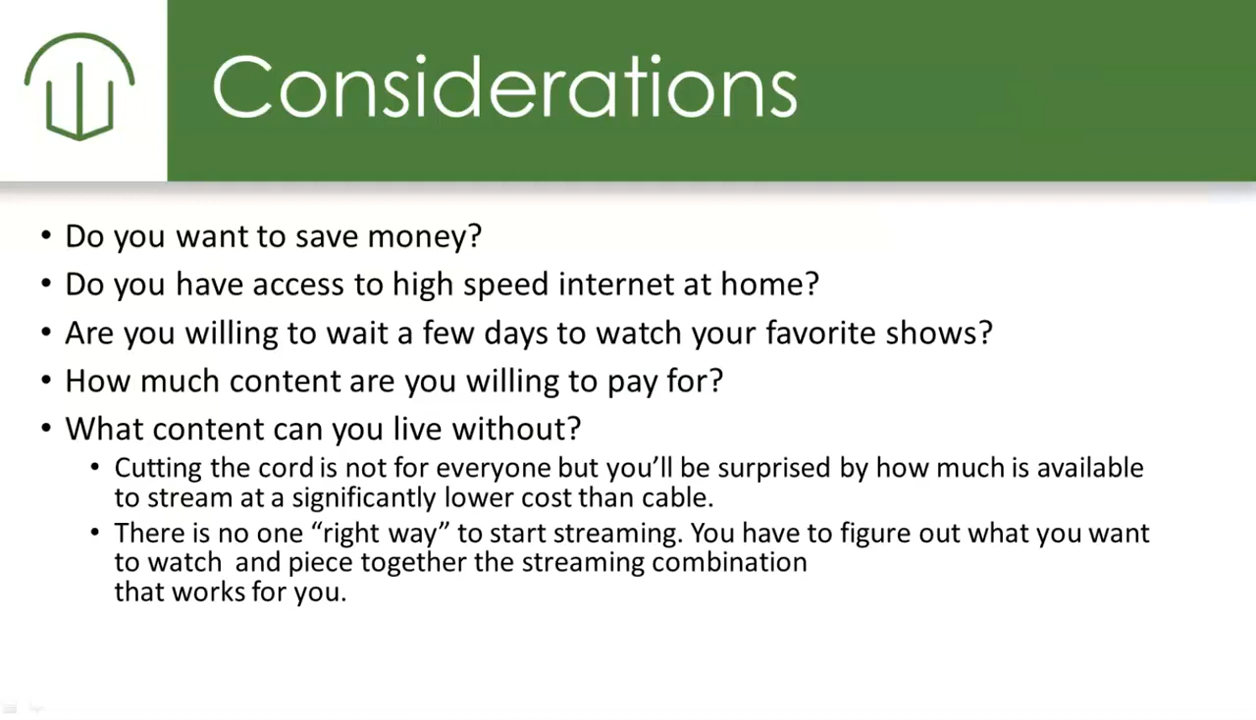 Considerations
• Do you want to save money?
• Do you have access to high speed internet at home?
• Are you willing to wait a few days to watch your favorite shows?
• How much content are you willing to pay for?
• What content can you live without?
• Cutting the cord is not for everyone but you’ll be surprised by how much is available
to stream at a significantly lower cost than cable.
• There is no one “right way” to start streaming. You have to figure out what you want
to watch  and piece together the streaming combination
that works for you.